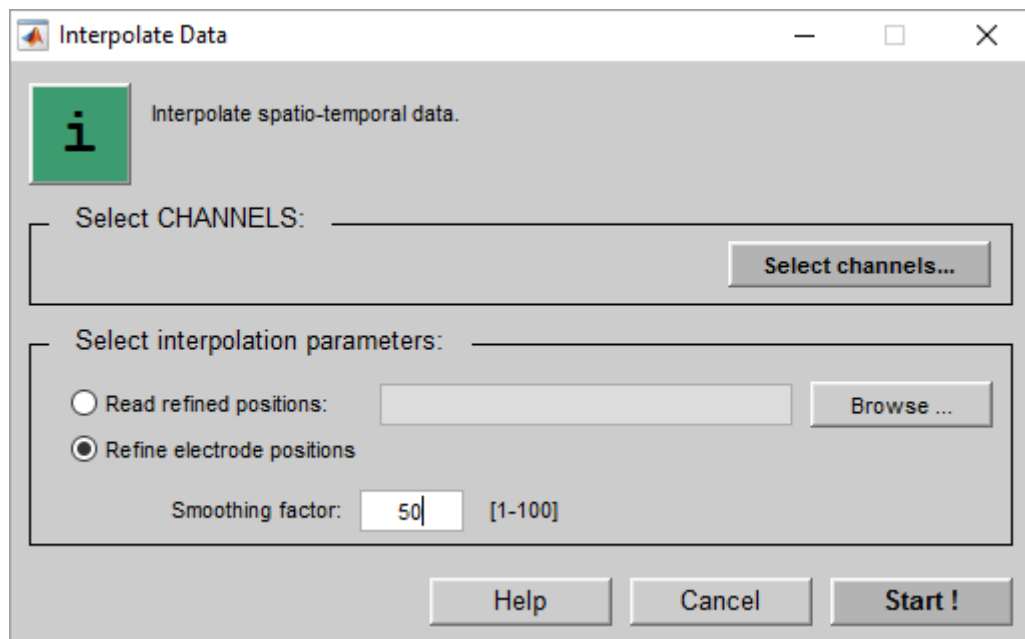 Interpolate Data
i
Interpolate spatio-temporal data.
Select CHANNELS:
Select channels...
Select interpolation parameters:
Read refined positions:
Browse ...
Refine electrode positions
Smoothing factor: 50 [1-100]
Help Cancel Start !